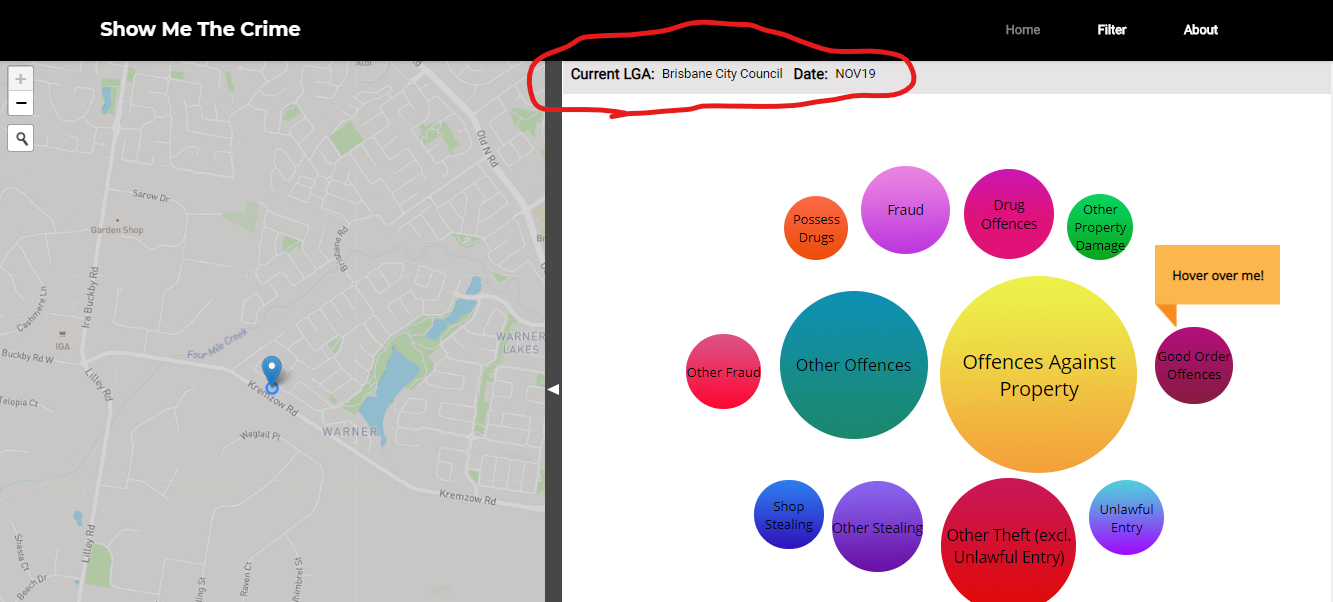 Show Me The Crime
Home Filter About
Current LGA: Brisbane City Council Date: NOV19
+
−
Old N Rd
Sarow Dr
Garden Shop
Brisbane Rd
Ira Buckby Rd
Cashmere Ln
IGA
Four Mile Creek
WARNER
LAKES
Buckby Rd W
Lilley Rd
Kremzow Rd
Telopia Ct
Wagtail Pl
WARNER
Kremzow Rd
Lilley Rd
Shasta Ct
Beech Dr
Raven Ct
Possess
Drugs
Fraud
Drug
Offences
Other
Property
Damage
Hover over me!
Other Fraud
Other Offences
Offences Against
Property
Good Order
Offences
Shop
Stealing
Other Stealing
Other Theft (excl.
Unlawful Entry)
Unlawful
Entry